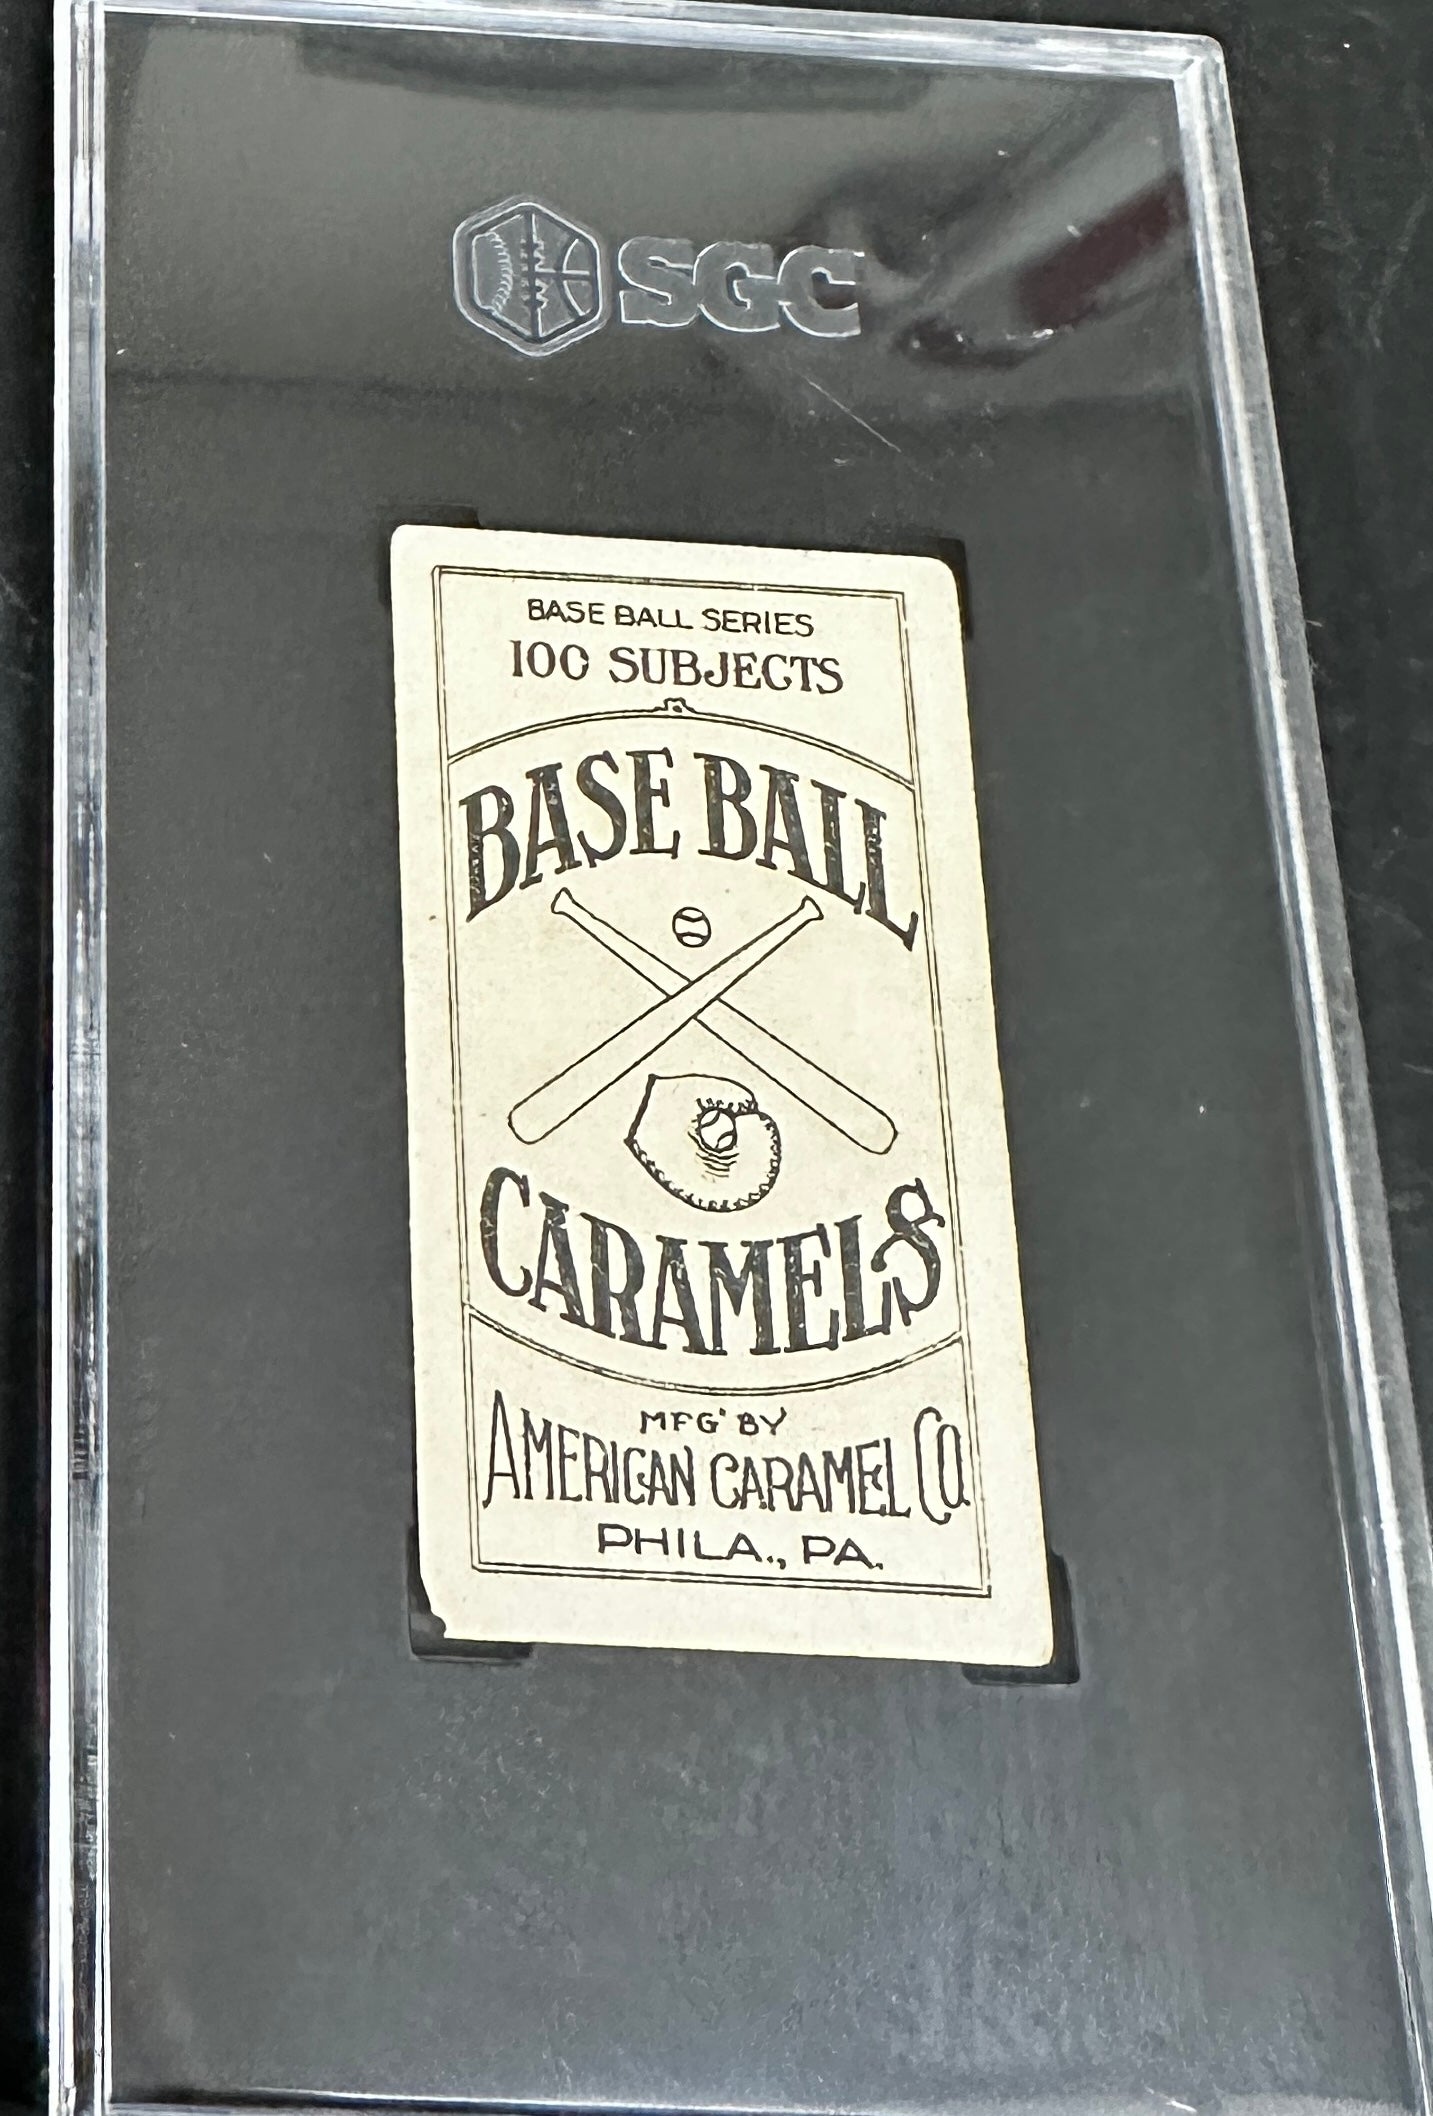 SGC
BASE BALL SERIES
100 SUBJECTS
BASE BALL
CARAMELS
MFG' BY
AMERICAN CARAMEL CO.
PHILA., PA.